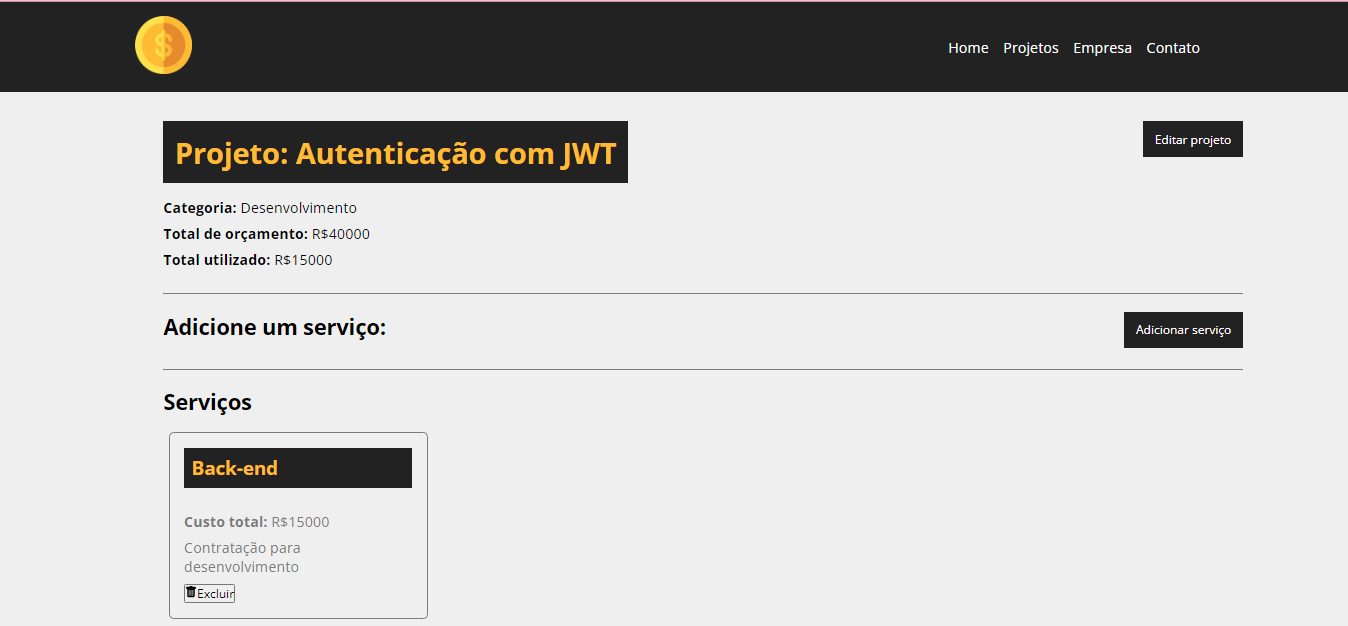 $
Home Projetos Empresa Contato
Projeto: Autenticação com JWT
Editar projeto
Categoria: Desenvolvimento
Total de orçamento: R$40000
Total utilizado: R$15000
Adicione um serviço:
Adicionar serviço
Serviços
Back-end
Custo total: R$15000
Contratação para
desenvolvimento
Excluir